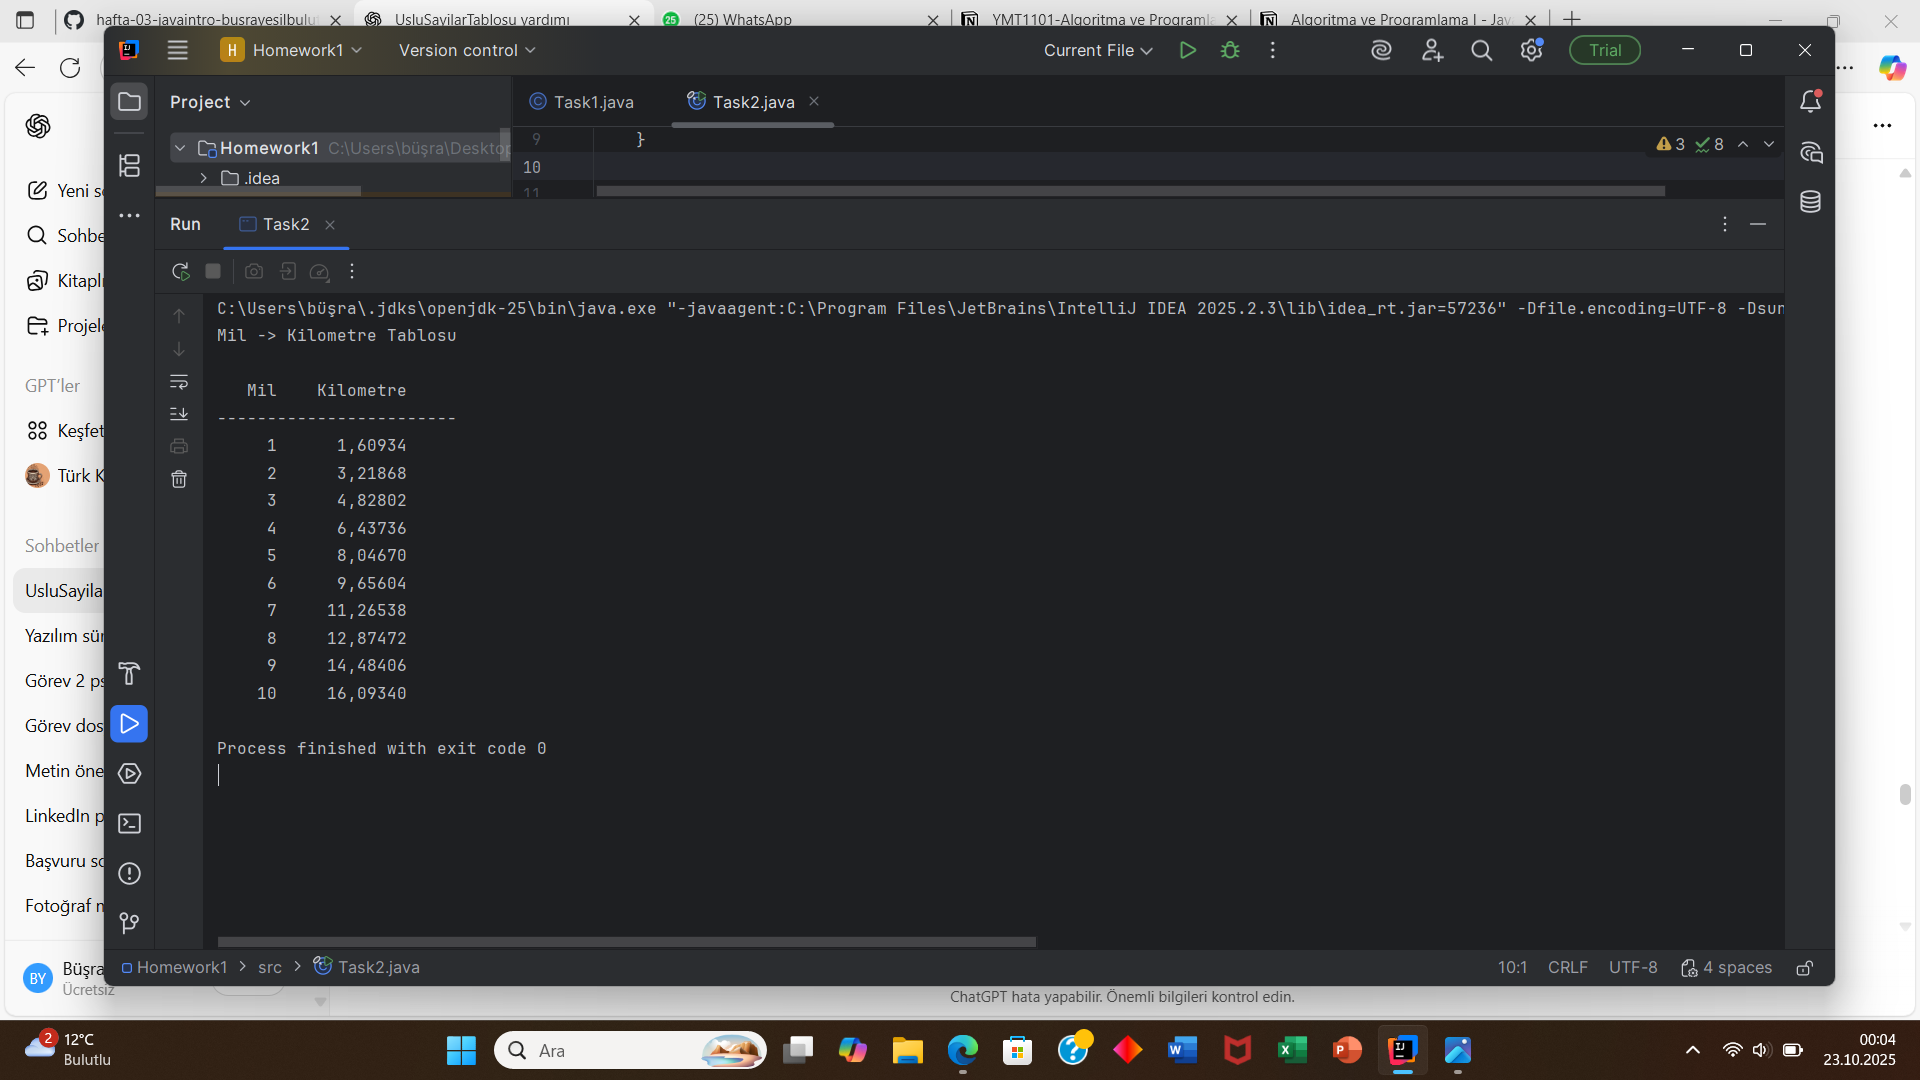 hafta-03-javaintro-busrayesilbulut
UsluSayilarTablosu yardımı
25 (25) WhatsApp
YMT1101-Algoritma ve Programla
Algoritma ve Programlama I - Jav
H Homework1
Version control
Current File
Trial
Project
Task1.java
Task2.java
Homework1 C:\Users\büşra\Desktop
9 }
3 8
10
.idea
11
Run
Task2
C:\Users\büşra\.jdks\openjdk-25\bin\java.exe "-javaagent:C:\Program Files\JetBrains\IntelliJ IDEA 2025.2.3\lib\idea_rt.jar=57236" -Dfile.encoding=UTF-8 -Dsun
Mil -> Kilometre Tablosu
Mil Kilometre
------------------------
1 1,60934
2 3,21868
3 4,82802
4 6,43736
5 8,04670
6 9,65604
7 11,26538
8 12,87472
9 14,48406
10 16,09340
Process finished with exit code 0
Yeni s
Sohbe
Kitaplı
Projele
GPT'ler
Keşfet
Türk K
Sohbetler
UsluSayila
Yazılım sür
Görev 2 ps
Görev dos
Metin öne
LinkedIn p
Başvuru so
Fotoğraf n
BY Büşra
Ücretsiz
Homework1 > src > Task2.java
10:1 CRLF UTF-8 4 spaces
ChatGPT hata yapabilir. Önemli bilgileri kontrol edin.
2 12°C
Bulutlu
Ara
00:04
23.10.2025